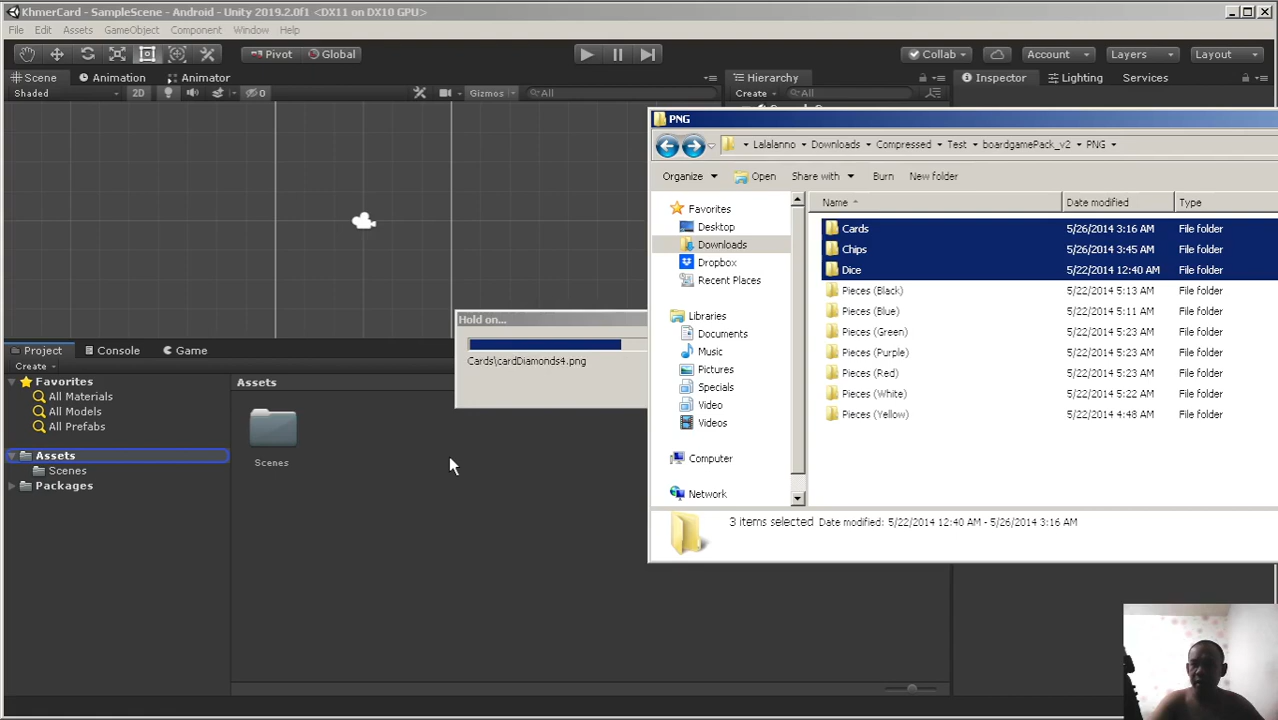 KhmerCard - SampleScene - Android - Unity 2019.2.0f1 <DX11 on DX10 GPU>
File Edit Assets GameObject Component Window Help
Pivot Global Collab Account Layers Layout
Scene Animation Animator Hierarchy Inspector Lighting Services
Shaded 2D 0 Gizmos All Create All
PNG
Lalalanno Downloads Compressed Test boardgamePack_v2 PNG
Organize Open Share with Burn New folder
Name Date modified Type
Favorites
Desktop
Downloads
Dropbox
Recent Places
Libraries
Documents
Music
Pictures
Specials
Video
Videos
Computer
Network
Cards 5/26/2014 3:16 AM File folder
Chips 5/26/2014 3:45 AM File folder
Dice 5/22/2014 12:40 AM File folder
Pieces (Black) 5/22/2014 5:13 AM File folder
Pieces (Blue) 5/22/2014 5:11 AM File folder
Pieces (Green) 5/22/2014 5:23 AM File folder
Pieces (Purple) 5/22/2014 5:23 AM File folder
Pieces (Red) 5/22/2014 5:23 AM File folder
Pieces (White) 5/22/2014 5:22 AM File folder
Pieces (Yellow) 5/22/2014 4:48 AM File folder
3 items selected Date modified: 5/22/2014 12:40 AM - 5/26/2014 3:16 AM
Hold on...
Cards\cardDiamonds4.png
Project Console Game
Create
Favorites
All Materials
All Models
All Prefabs
Assets
Scenes
Packages
Assets
Scenes